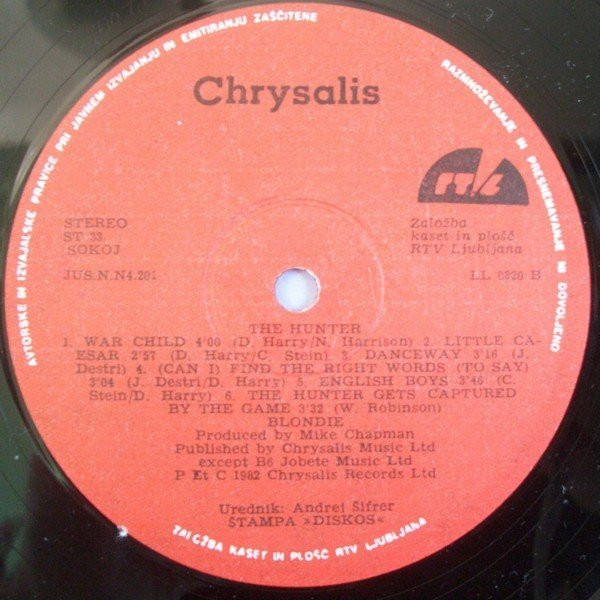 AVTORSKE IN IZVAJALSKE PRAVICE PRI JAVNEM IZVAJANJU IN EMITIRANJU ZAŠČITENE
RAZMNOŽEVANJE IN PRESNEMAVANJE NI DOVOLJENO
Chrysalis
RTVL
STEREO
ST 33
SOKOJ
JUS.N.N4.201
Založba
kaset in plošč
RTV Ljubljana
LL 0820 B
THE HUNTER
1. WAR CHILD 4'00 (D. Harry/N. Harrison) 2. LITTLE CA-
ESAR 2'57 (D. Harry/C. Stein) 3. DANCEWAY 3'16 (J.
Destri) 4. (CAN I) FIND THE RIGHT WORDS (TO SAY)
3'04 (J. Destri/D. Harry) 5. ENGLISH BOYS 3'46 (C.
Stein/D. Harry) 6. THE HUNTER GETS CAPTURED
BY THE GAME 3'32 (W. Robinson)
BLONDIE
Produced by Mike Chapman
Published by Chrysalis Music Ltd
except B6 Jobete Music Ltd
P Et C 1982 Chrysalis Records Ltd
Urednik: Andrej Šifrer
ŠTAMPA »DISKOS«
ZALOŽBA KASET IN PLOŠČ RTV LJUBLJANA